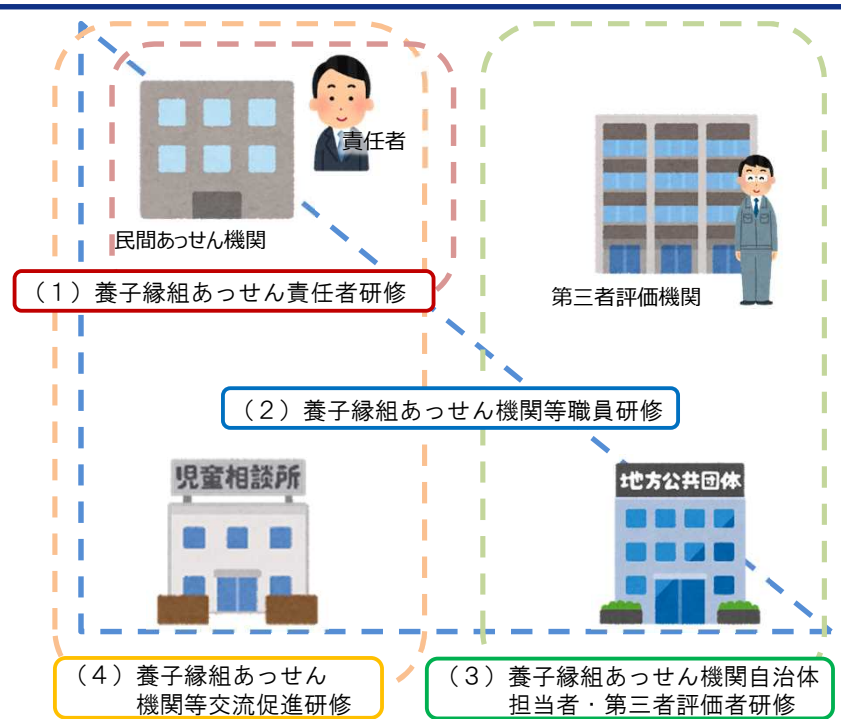 責任者
民間あっせん機関
(1)養子縁組あっせん責任者研修
第三者評価機関
(2)養子縁組あっせん機関等職員研修
児童相談所
地方公共団体
(4)養子縁組あっせん
機関等交流促進研修
(3)養子縁組あっせん機関自治体
担当者・第三者評価者研修